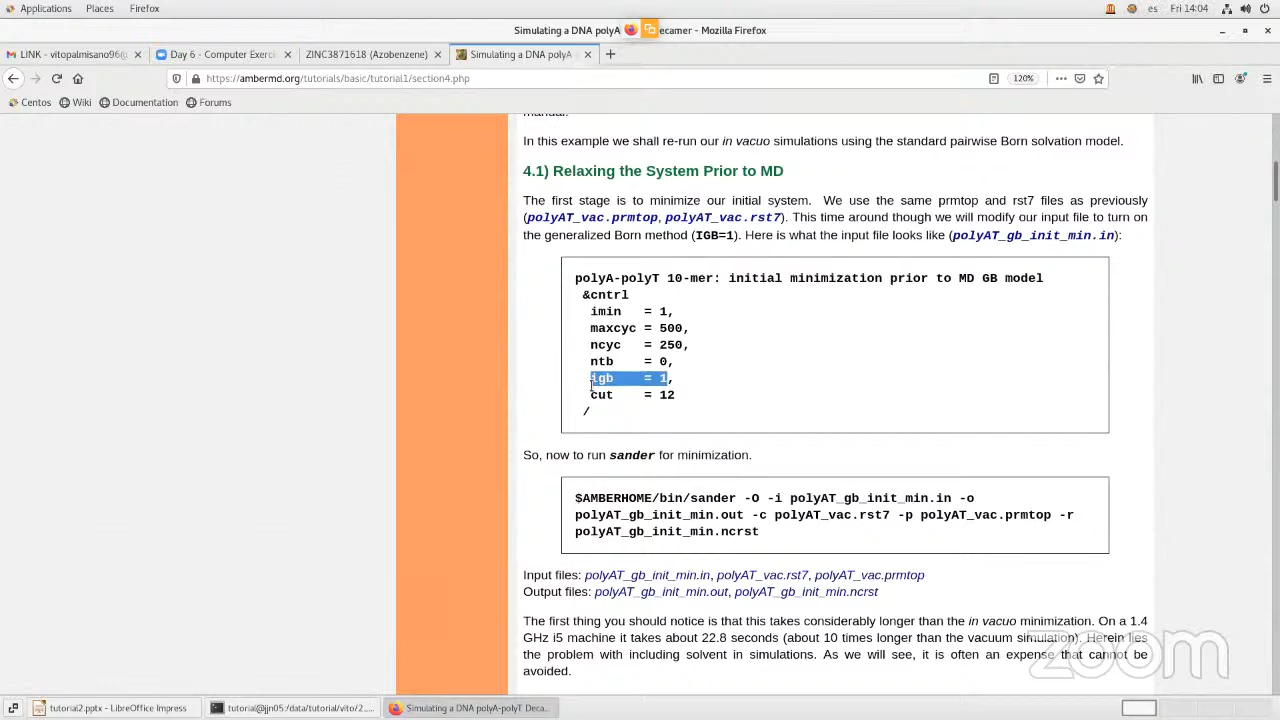 Applications Places Firefox es Fri 14:04
Simulating a DNA polyA ecamer - Mozilla Firefox
LINK - vitopalmisano96@ Day 6 - Computer Exerci ZINC3871618 (Azobenzene) Simulating a DNA polyA
https://ambermd.org/tutorials/basic/tutorial1/section4.php 120%
Centos Wiki Documentation Forums
manual.
In this example we shall re-run our in vacuo simulations using the standard pairwise Born solvation model.
4.1) Relaxing the System Prior to MD
The first stage is to minimize our initial system. We use the same prmtop and rst7 files as previously
(polyAT_vac.prmtop, polyAT_vac.rst7). This time around though we will modify our input file to turn on
the generalized Born method (IGB=1). Here is what the input file looks like (polyAT_gb_init_min.in):
polyA-polyT 10-mer: initial minimization prior to MD GB model
&cntrl
imin = 1,
maxcyc = 500,
ncyc = 250,
ntb = 0,
igb = 1,
cut = 12
/
So, now to run sander for minimization.
$AMBERHOME/bin/sander -O -i polyAT_gb_init_min.in -o
polyAT_gb_init_min.out -c polyAT_vac.rst7 -p polyAT_vac.prmtop -r
polyAT_gb_init_min.ncrst
Input files: polyAT_gb_init_min.in, polyAT_vac.rst7, polyAT_vac.prmtop
Output files: polyAT_gb_init_min.out, polyAT_gb_init_min.ncrst
The first thing you should notice is that this takes considerably longer than the in vacuo minimization. On a 1.4
GHz i5 machine it takes about 22.8 seconds (about 10 times longer than the vacuum simulation). Herein lies
the problem with including solvent in simulations. As we will see, it is often an expense that cannot be
avoided.
zoom
tutorial2.pptx - LibreOffice Impress tutorial@jjn05:/data/tutorial/vito/2... Simulating a DNA polyA-polyT Deca...